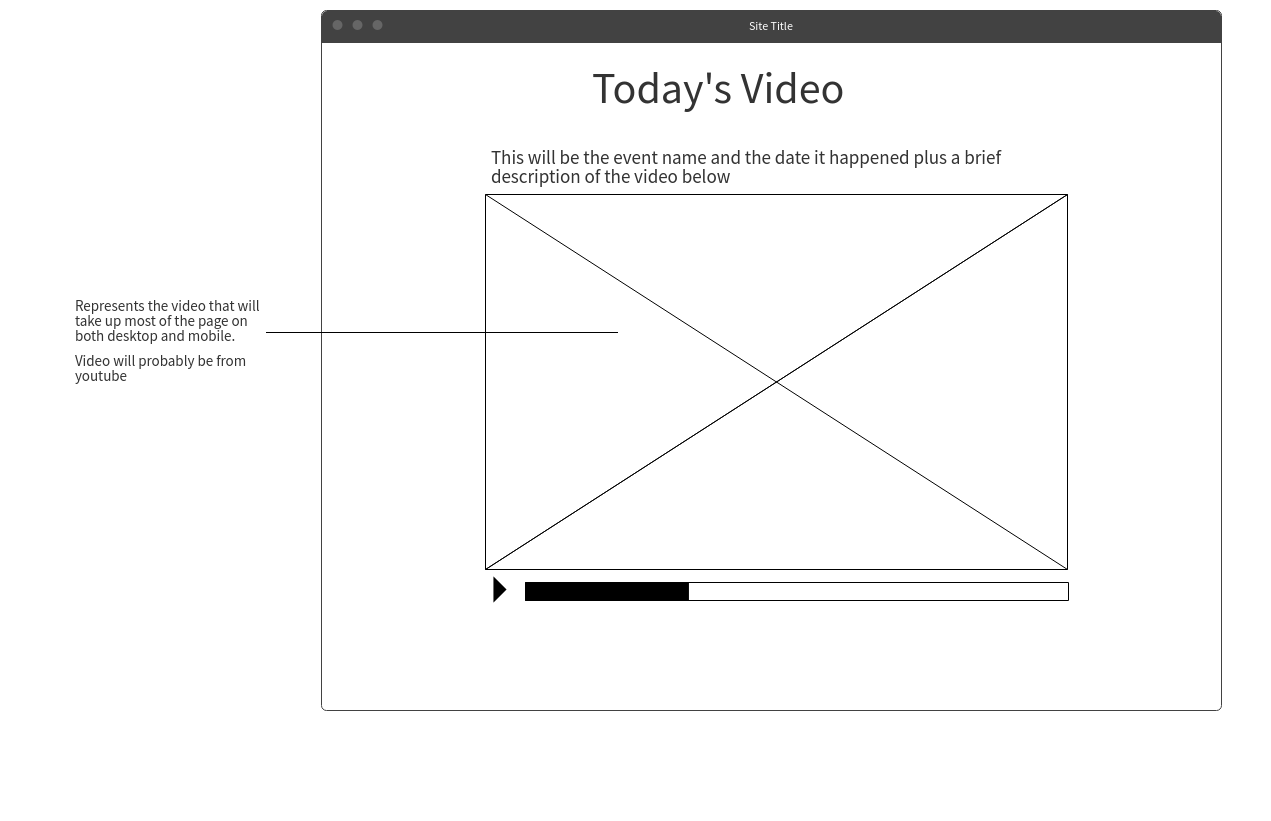 Site Title
Today's Video
This will be the event name and the date it happened plus a brief
description of the video below
Represents the video that will
take up most of the page on
both desktop and mobile.
Video will probably be from
youtube